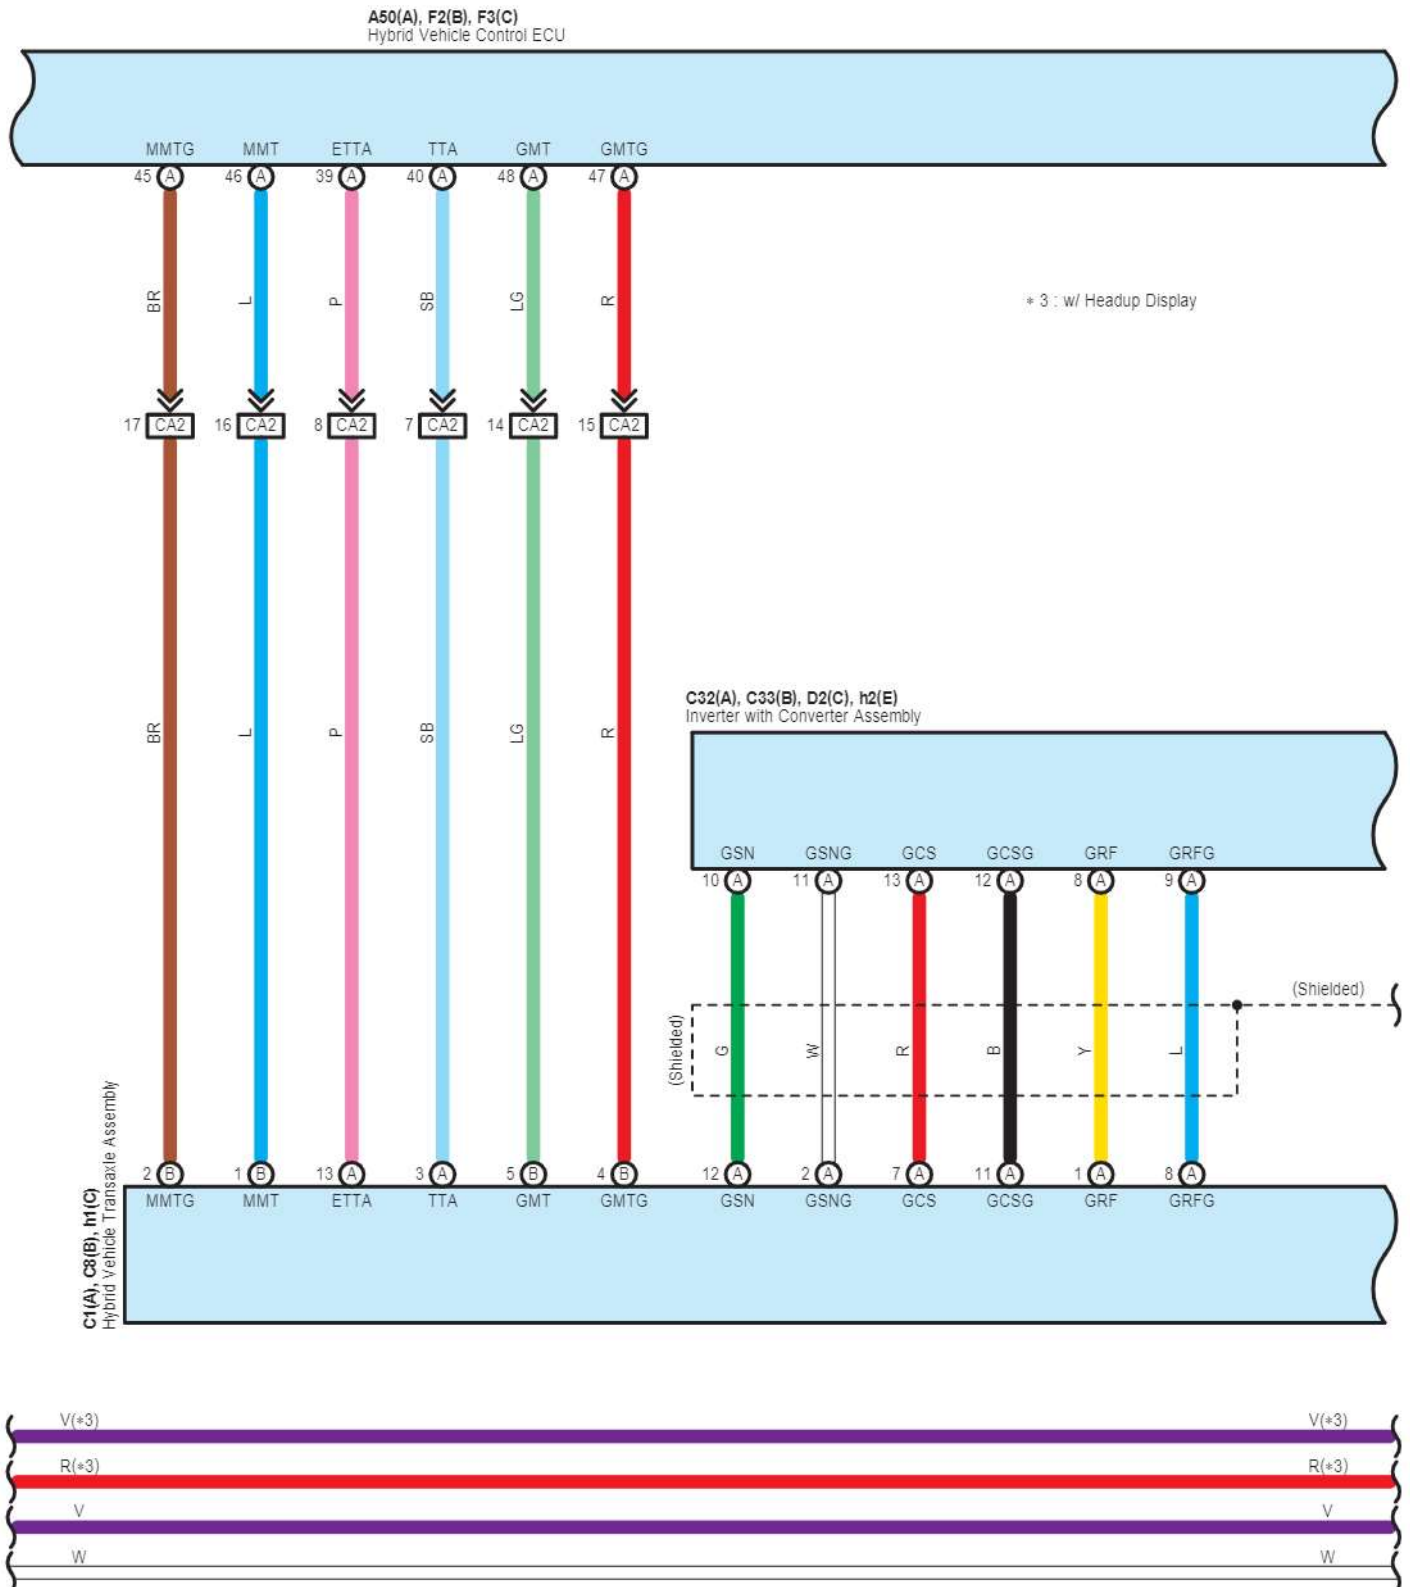 A50(A), F2(B), F3(C)
Hybrid Vehicle Control ECU
MMTG MMT ETTA TTA GMT GMTG
45 A 46 A 39 A 40 A 48 A 47 A
BR L P SB LG R
∗ 3 : w/ Headup Display
17 CA2 16 CA2 8 CA2 7 CA2 14 CA2 15 CA2
C32(A), C33(B), D2(C), h2(E)
Inverter with Converter Assembly
BR L P SB LG R
GSN GSNG GCS GCSG GRF GRFG
10 A 11 A 13 A 12 A 8 A 9 A
(Shielded)
(Shielded)
G W R B Y L
C1(A), C8(B), h1(C)
Hybrid Vehicle Transaxle Assembly
2 B 1 B 13 A 3 A 5 B 4 B 12 A 2 A 7 A 11 A 1 A 8 A
MMTG MMT ETTA TTA GMT GMTG GSN GSNG GCS GCSG GRF GRFG
V(∗3) V(∗3)
R(∗3) R(∗3)
V V
W W